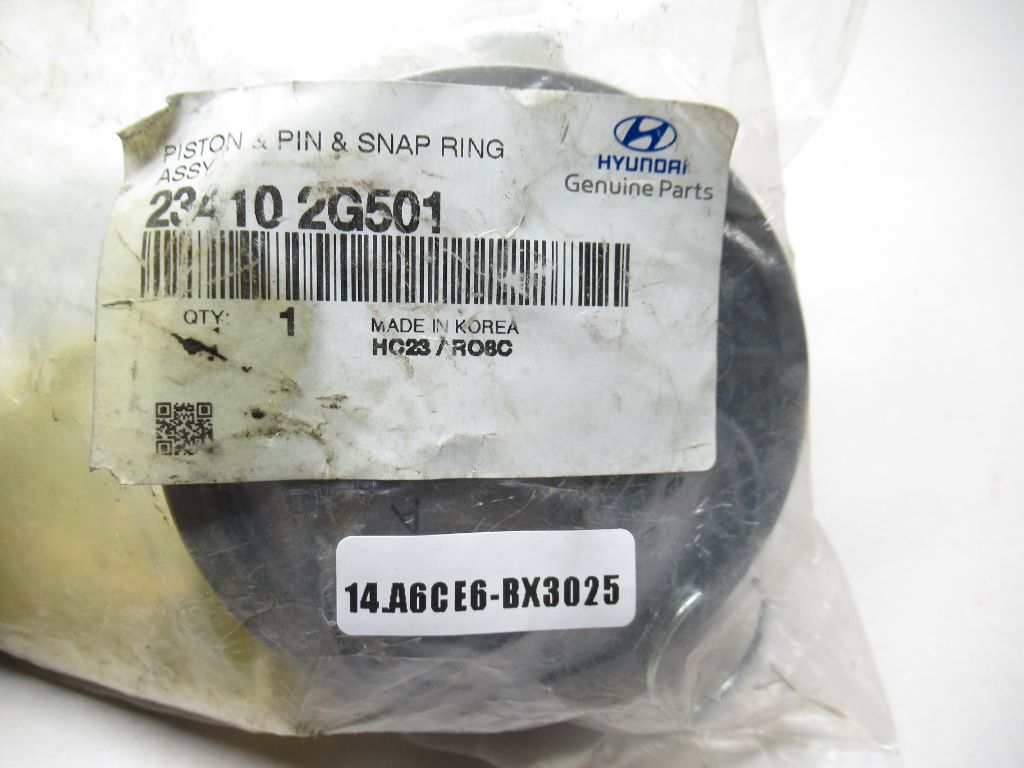 PISTON & PIN & SNAP RING
ASSY
HYUNDAI
Genuine Parts
23410 2G501
QTY: 1
MADE IN KOREA
HC23 / RO6C
A
14.A6CE6-BX3025